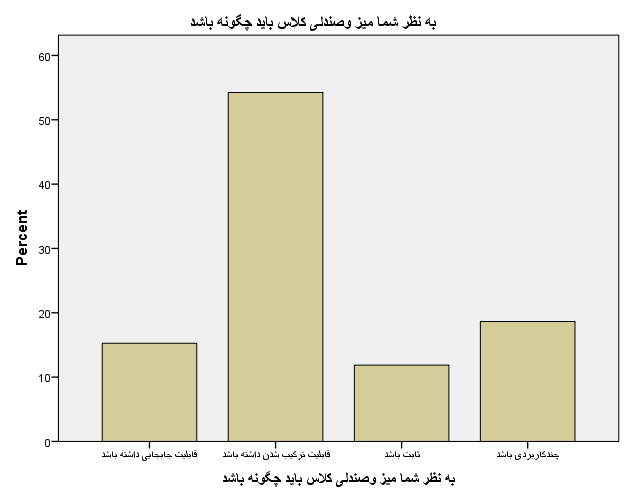 به نظر شما میز وصندلی کلاس باید چگونه باشد
60
50
40
30
20
10
0
Percent
قابلیت جابجایی داشته باشد
قابلیت ترکیب شدن داشته باشد
ثابت باشد
چندکاربردی باشد
به نظر شما میز وصندلی کلاس باید چگونه باشد